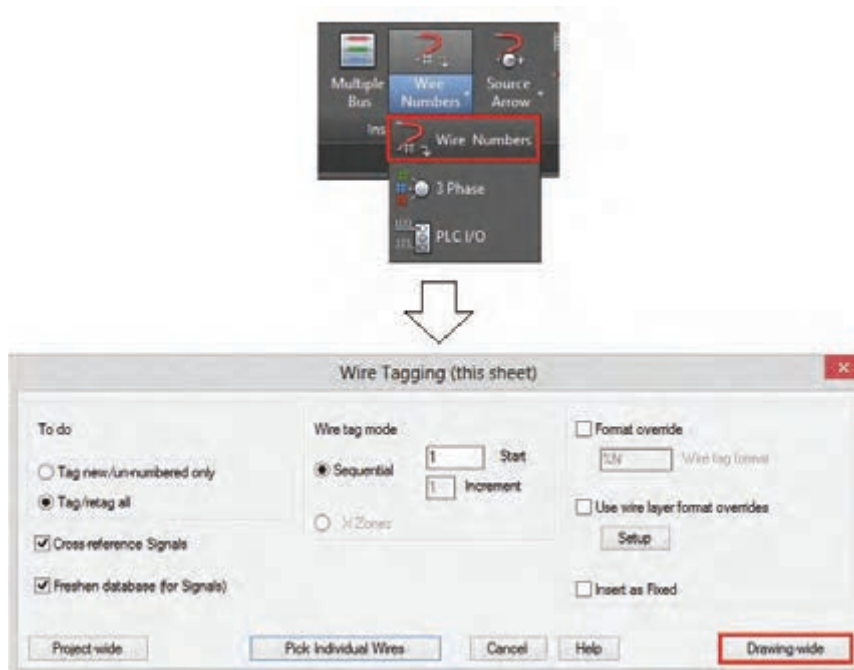 Multiple Bus
Wire Numbers
Source Arrow
Ins
Wire Numbers
3 Phase
PLC I/O
Wire Tagging (this sheet)
To do
Tag new/un-numbered only
Tag/retag all
Cross-reference Signals
Freshen database (for Signals)
Wire tag mode
Sequential
1 Start
1 Increment
X Zones
Format override
%N Wire tag format
Use wire layer format overrides
Setup
Insert as Fixed
Project-wide
Pick Individual Wires
Cancel
Help
Drawing-wide